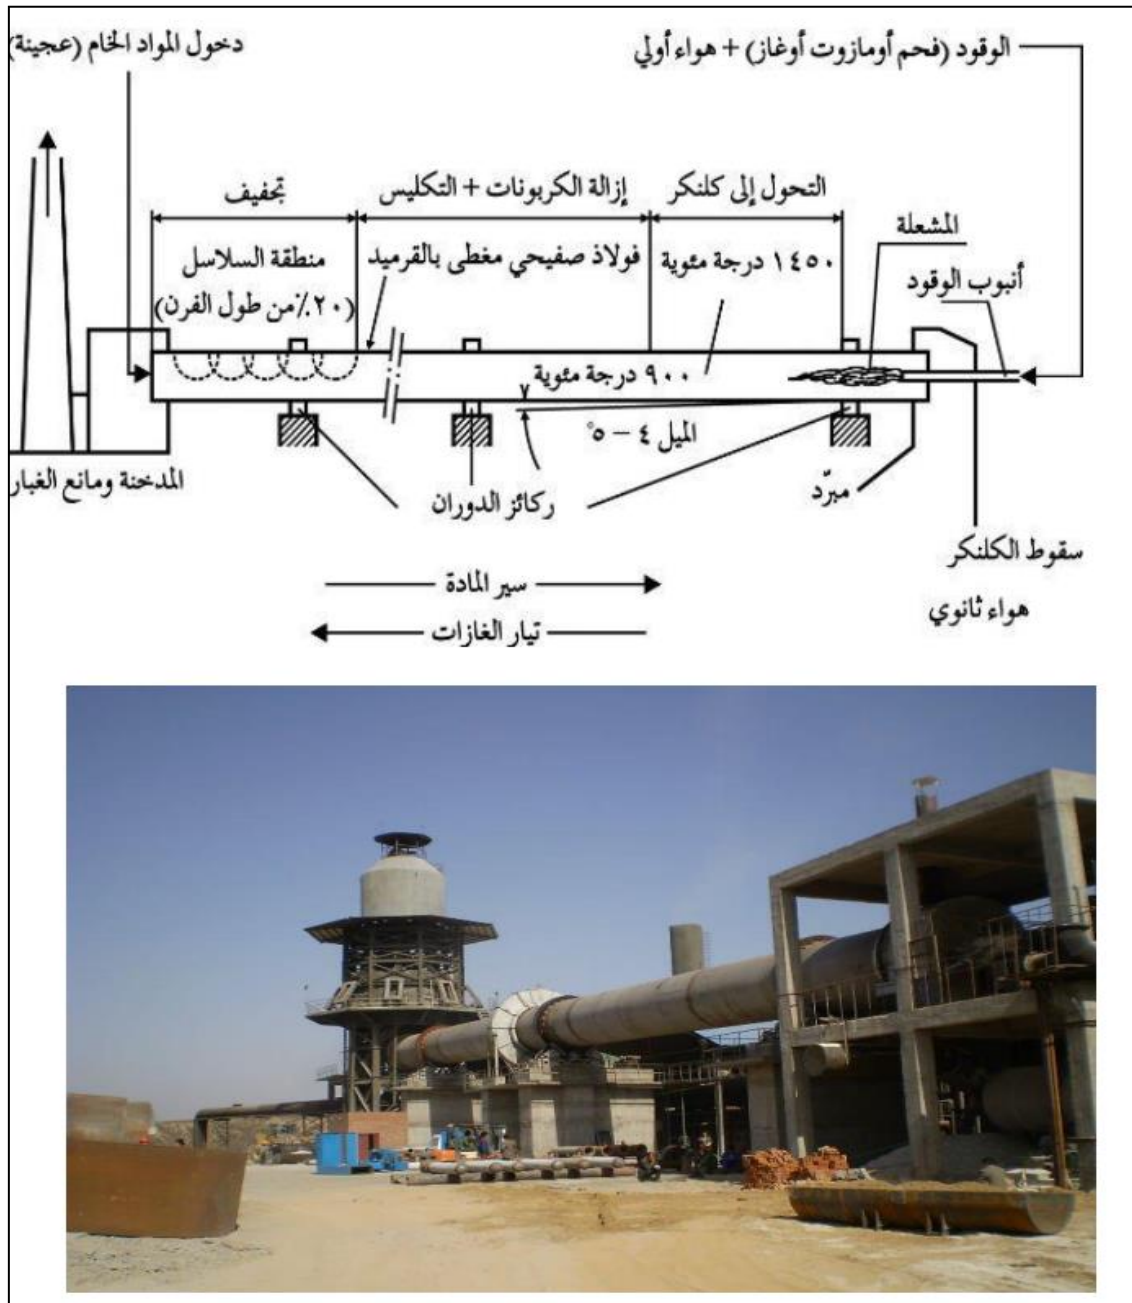 دخول المواد الخام (عجينة)
الوقود (فحم أومازوت أوغاز) + هواء أولي
تجفيف
إزالة الكربونات + التكليس
التحول إلى كلنكر
المشعلة
منطقة السلاسل
(٢٠٪من طول الفرن)
فولاذ صفيحي مغطى بالقرميد
١٤٥٠ درجة مئوية
أنبوب الوقود
٩٠٠ درجة مئوية
الميل ٤ – ٥°
المدخنة ومانع الغبار
ركائز الدوران
مبرّد
سقوط الكلنكر
هواء ثانوي
سير المادة
تيار الغازات